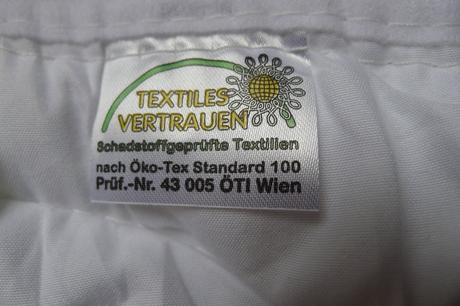 TEXTILES
VERTRAUEN
Schadstoffgeprüfte Textilien
nach Öko-Tex Standard 100
Prüf.-Nr. 43 005 ÖTI Wien